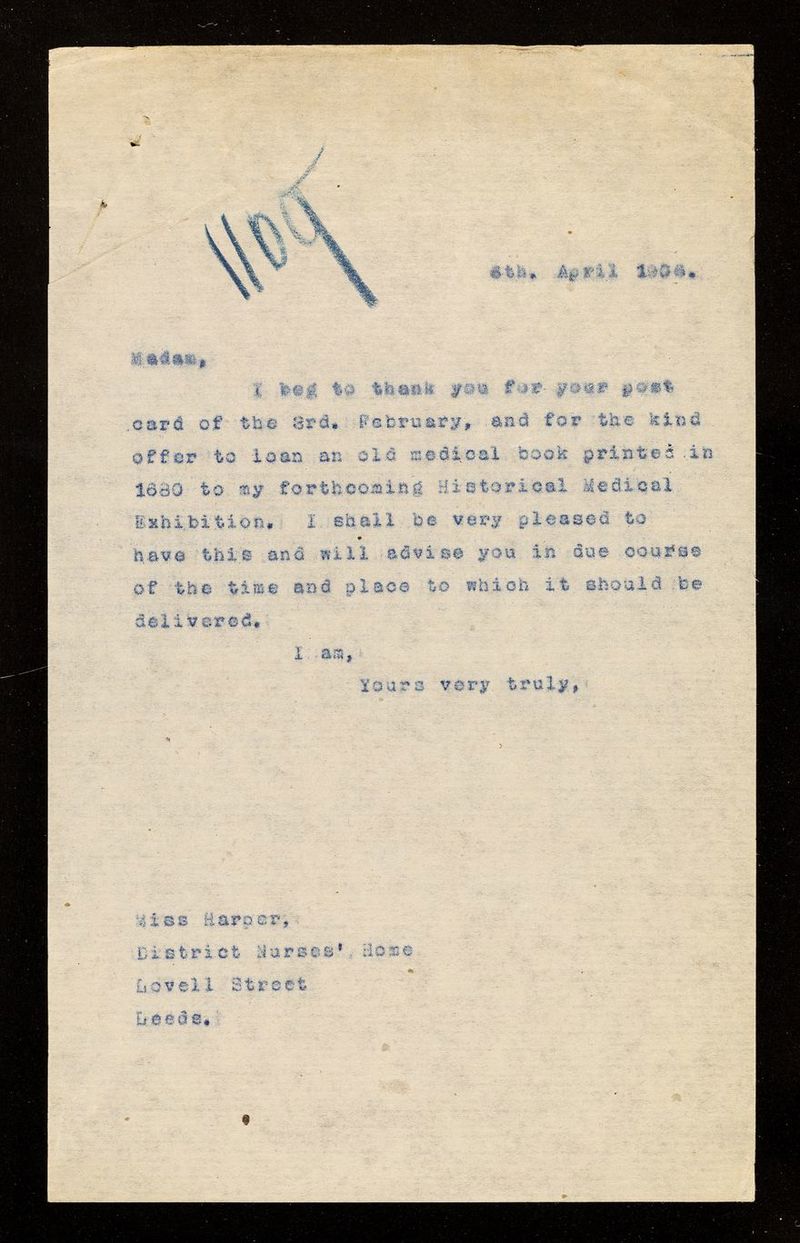 1109
6th. April 190
Madam,
I beg to thank you for your post
card of the 3rd. February, and for the kind
offer to loan an old medical book printed in
1680 to my forthcoming Historical Medical
Exhibition. I shall be very pleased to
have this and will advise you in due course
of the time and place to which it should be
delivered.
I am,
Yours very truly,
Miss Harper,
District Nurses' Home
Lovell Street
Leeds.